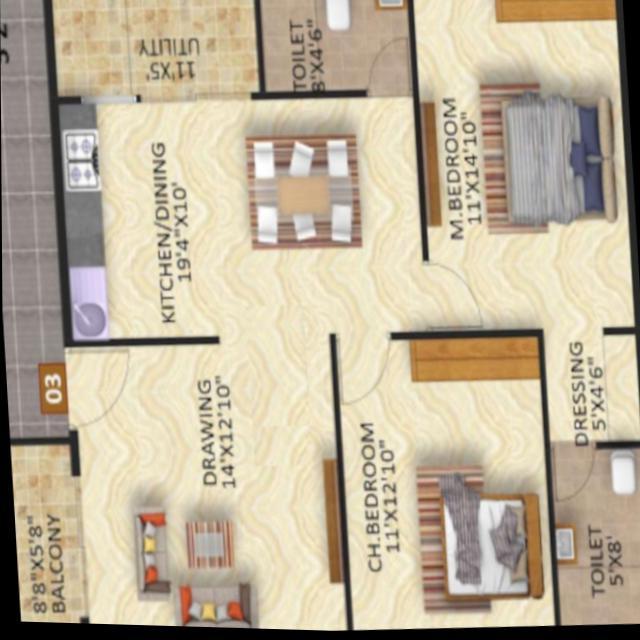 UTILITY
11'X5'
TOILET
8'X4'6"
KITCHEN/DINING
19'4"X10'
M.BEDROOM
11'X14'10"
03
DRAWING
14'X12'10"
CH.BEDROOM
11'X12'10"
DRESSING
5'X4'6"
8'8"X5'8"
BALCONY
TOILET
5'X8'